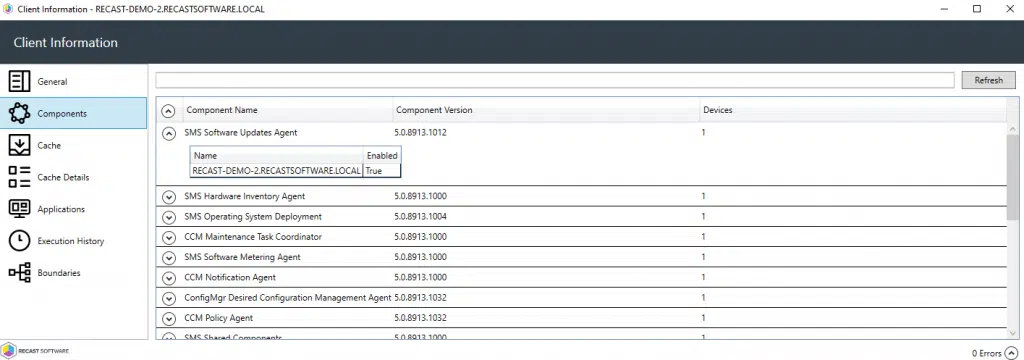 Client Information - RECAST-DEMO-2.RECASTSOFTWARE.LOCAL
Client Information
General
Components
Cache
Cache Details
Applications
Execution History
Boundaries
Refresh
Component Name Component Version Devices
SMS Software Updates Agent 5.0.8913.1012 1
Name Enabled
RECAST-DEMO-2.RECASTSOFTWARE.LOCAL True
SMS Hardware Inventory Agent 5.0.8913.1000 1
SMS Operating System Deployment 5.0.8913.1004 1
CCM Maintenance Task Coordinator 5.0.8913.1000 1
SMS Software Metering Agent 5.0.8913.1000 1
CCM Notification Agent 5.0.8913.1000 1
ConfigMgr Desired Configuration Management Agent 5.0.8913.1032 1
CCM Policy Agent 5.0.8913.1032 1
SMS Shared Components 5.0.8913.1000 1
RECAST SOFTWARE
0 Errors